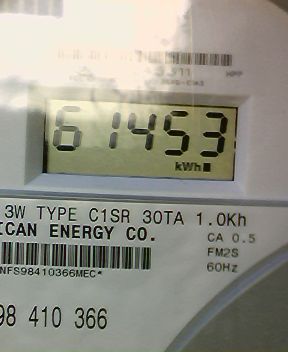 61453
kWh
3W TYPE C1SR 30TA 1.0Kh
ICAN ENERGY CO.
CA 0.5
FM2S
60Hz
NFS98410366MEC*
98 410 366